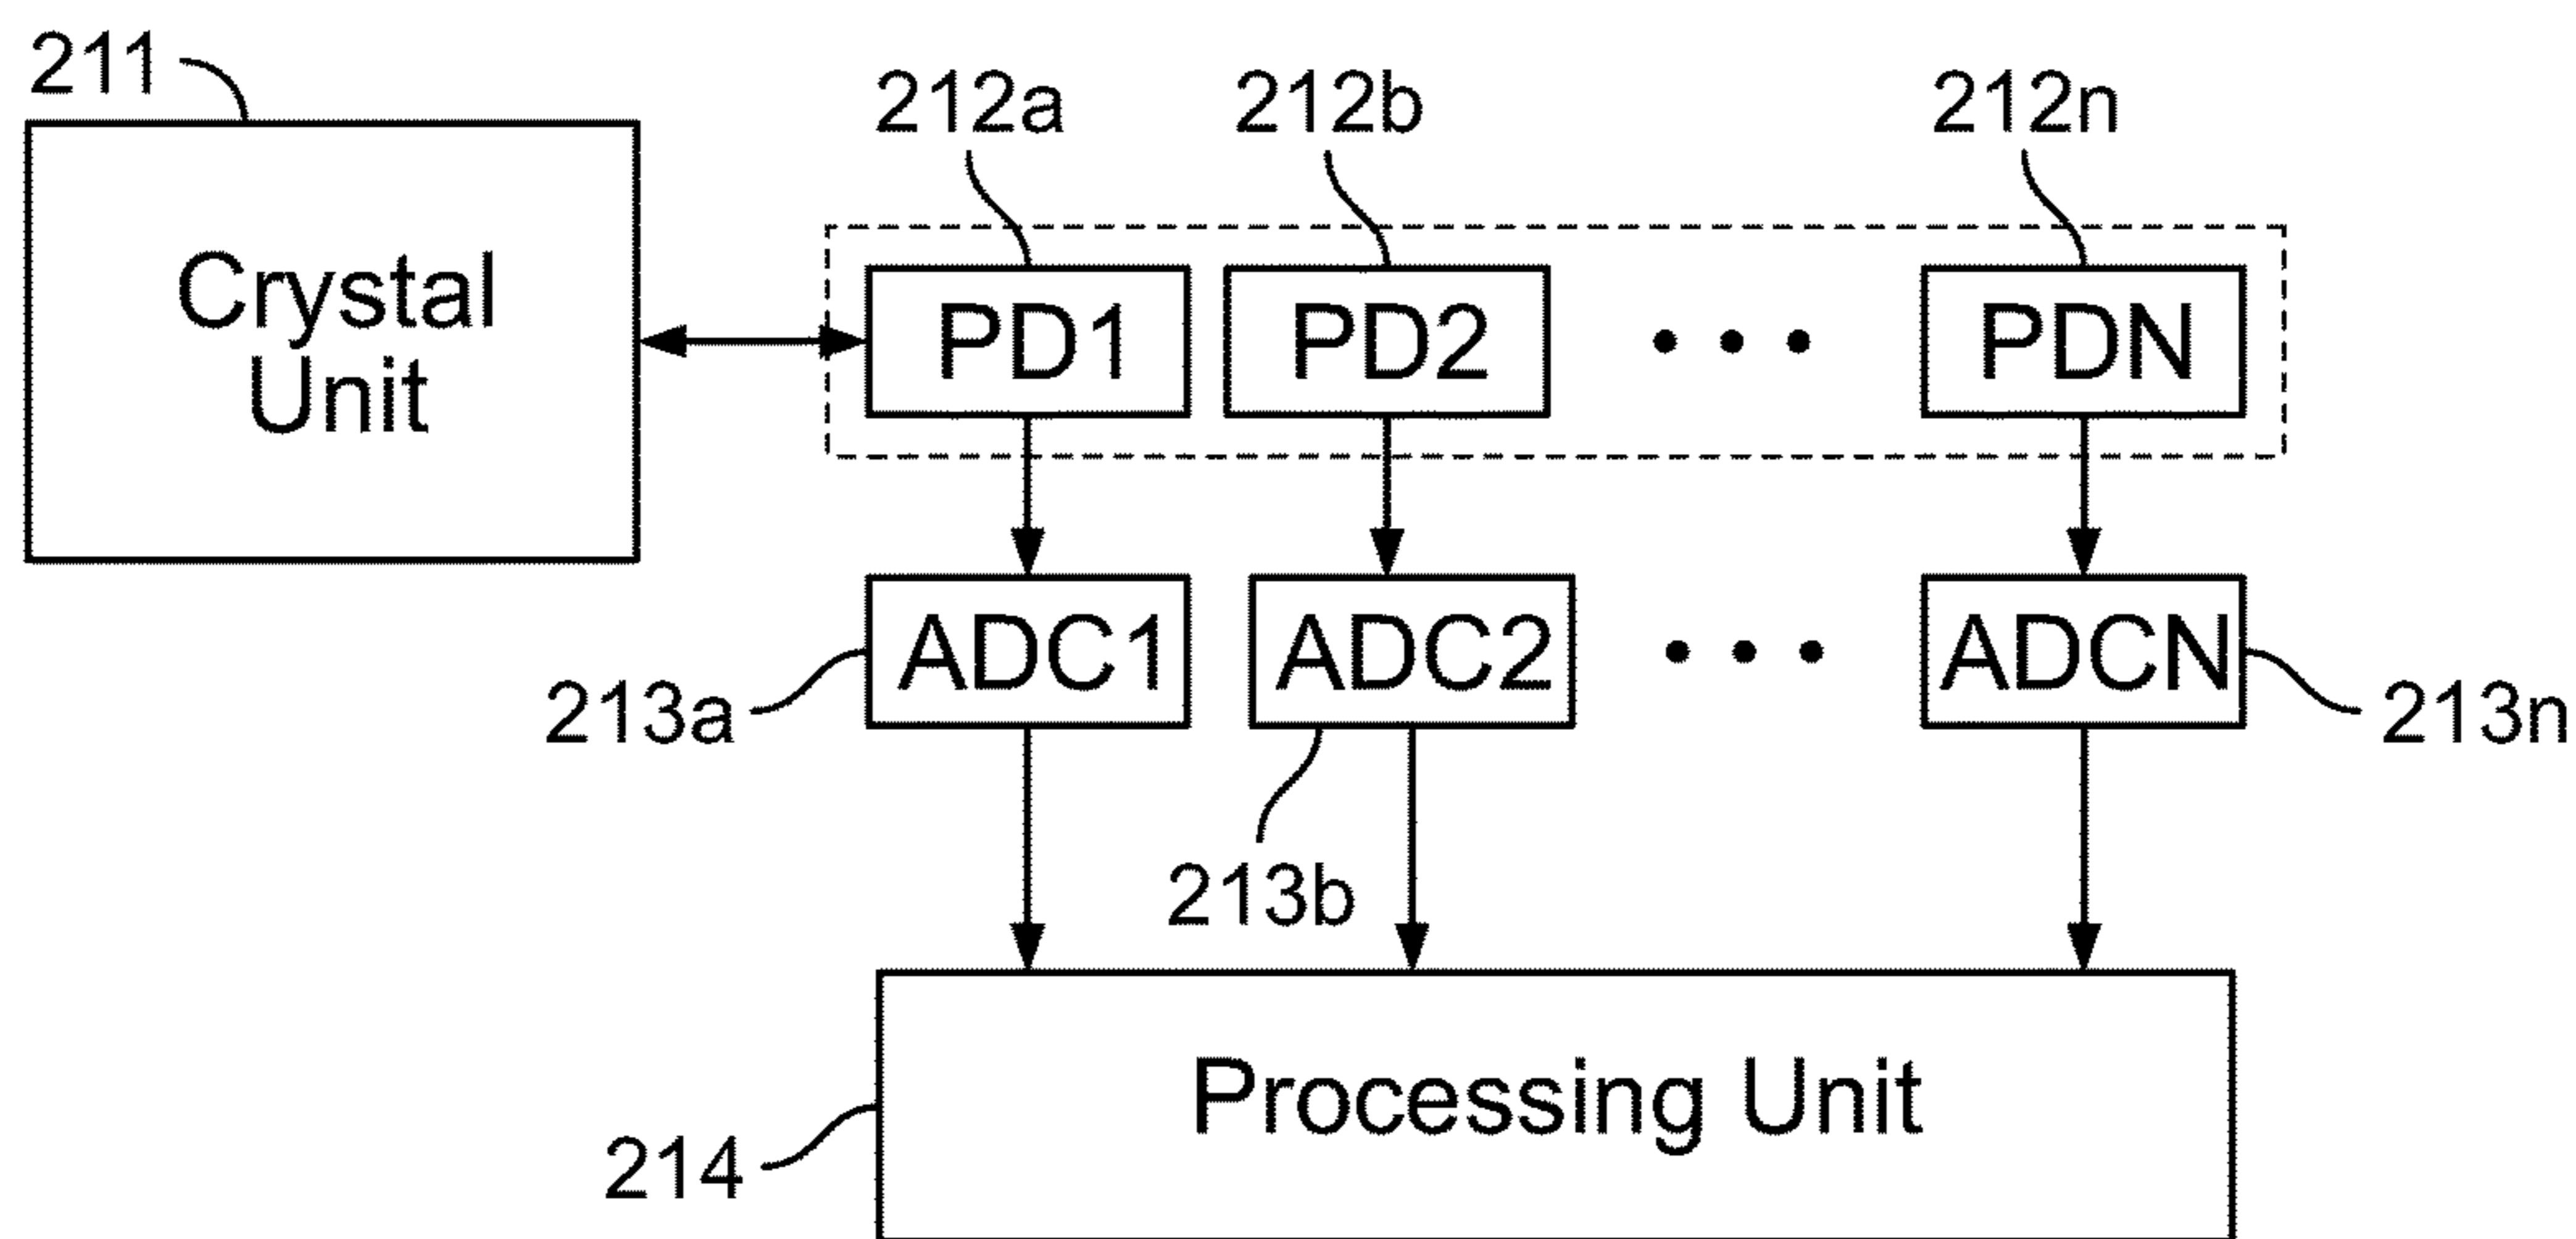 211
212a
212b
212n
Crystal
Unit
PD1
PD2
PDN
ADC1
ADC2
ADCN
213a
213b
213n
Processing Unit
214